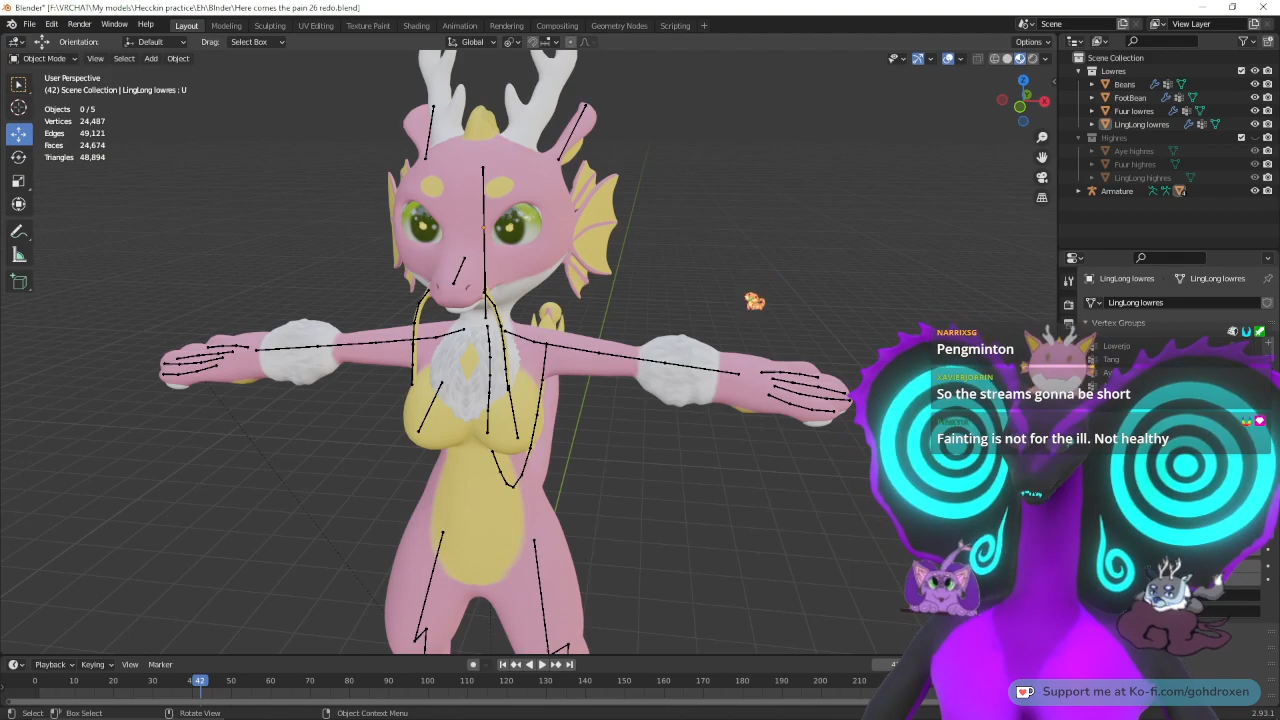 Blender* [F:\VRCHAT\My models\Hecckin practice\Eh\Blnder\Here comes the pain 26 redo.blend]
File Edit Render Window Help Layout Modeling Sculpting UV Editing Texture Paint Shading Animation Rendering Compositing Geometry Nodes Scripting + Scene View Layer
Orientation: Default Drag: Select Box Global Options
Object Mode View Select Add Object
User Perspective
(42) Scene Collection | LingLong lowres : U
Objects 0 / 5
Vertices 24,487
Edges 49,121
Faces 24,674
Triangles 48,894
Z
Y
X
Scene Collection
Lowres
Beans
FootBean
Fuur lowres
LingLong lowres
Highres
Aye highres
Fuur highres
LingLong highres
Armature
LingLong lowres LingLong lowres
LingLong lowres
Vertex Groups
Lowerjo
Tang
NARRIXSG
Pengminton
XAVIERJORRIN
So the streams gonna be short
Fainting is not for the ill. Not healthy
Support me at Ko-fi.com/gohdroxen
Playback Keying View Marker
0 10 20 30 4 42 50 60 70 80 90 100 110 120 130 140 150 160 170 180 190 200 210
Select Box Select Rotate View Object Context Menu 2.93.1